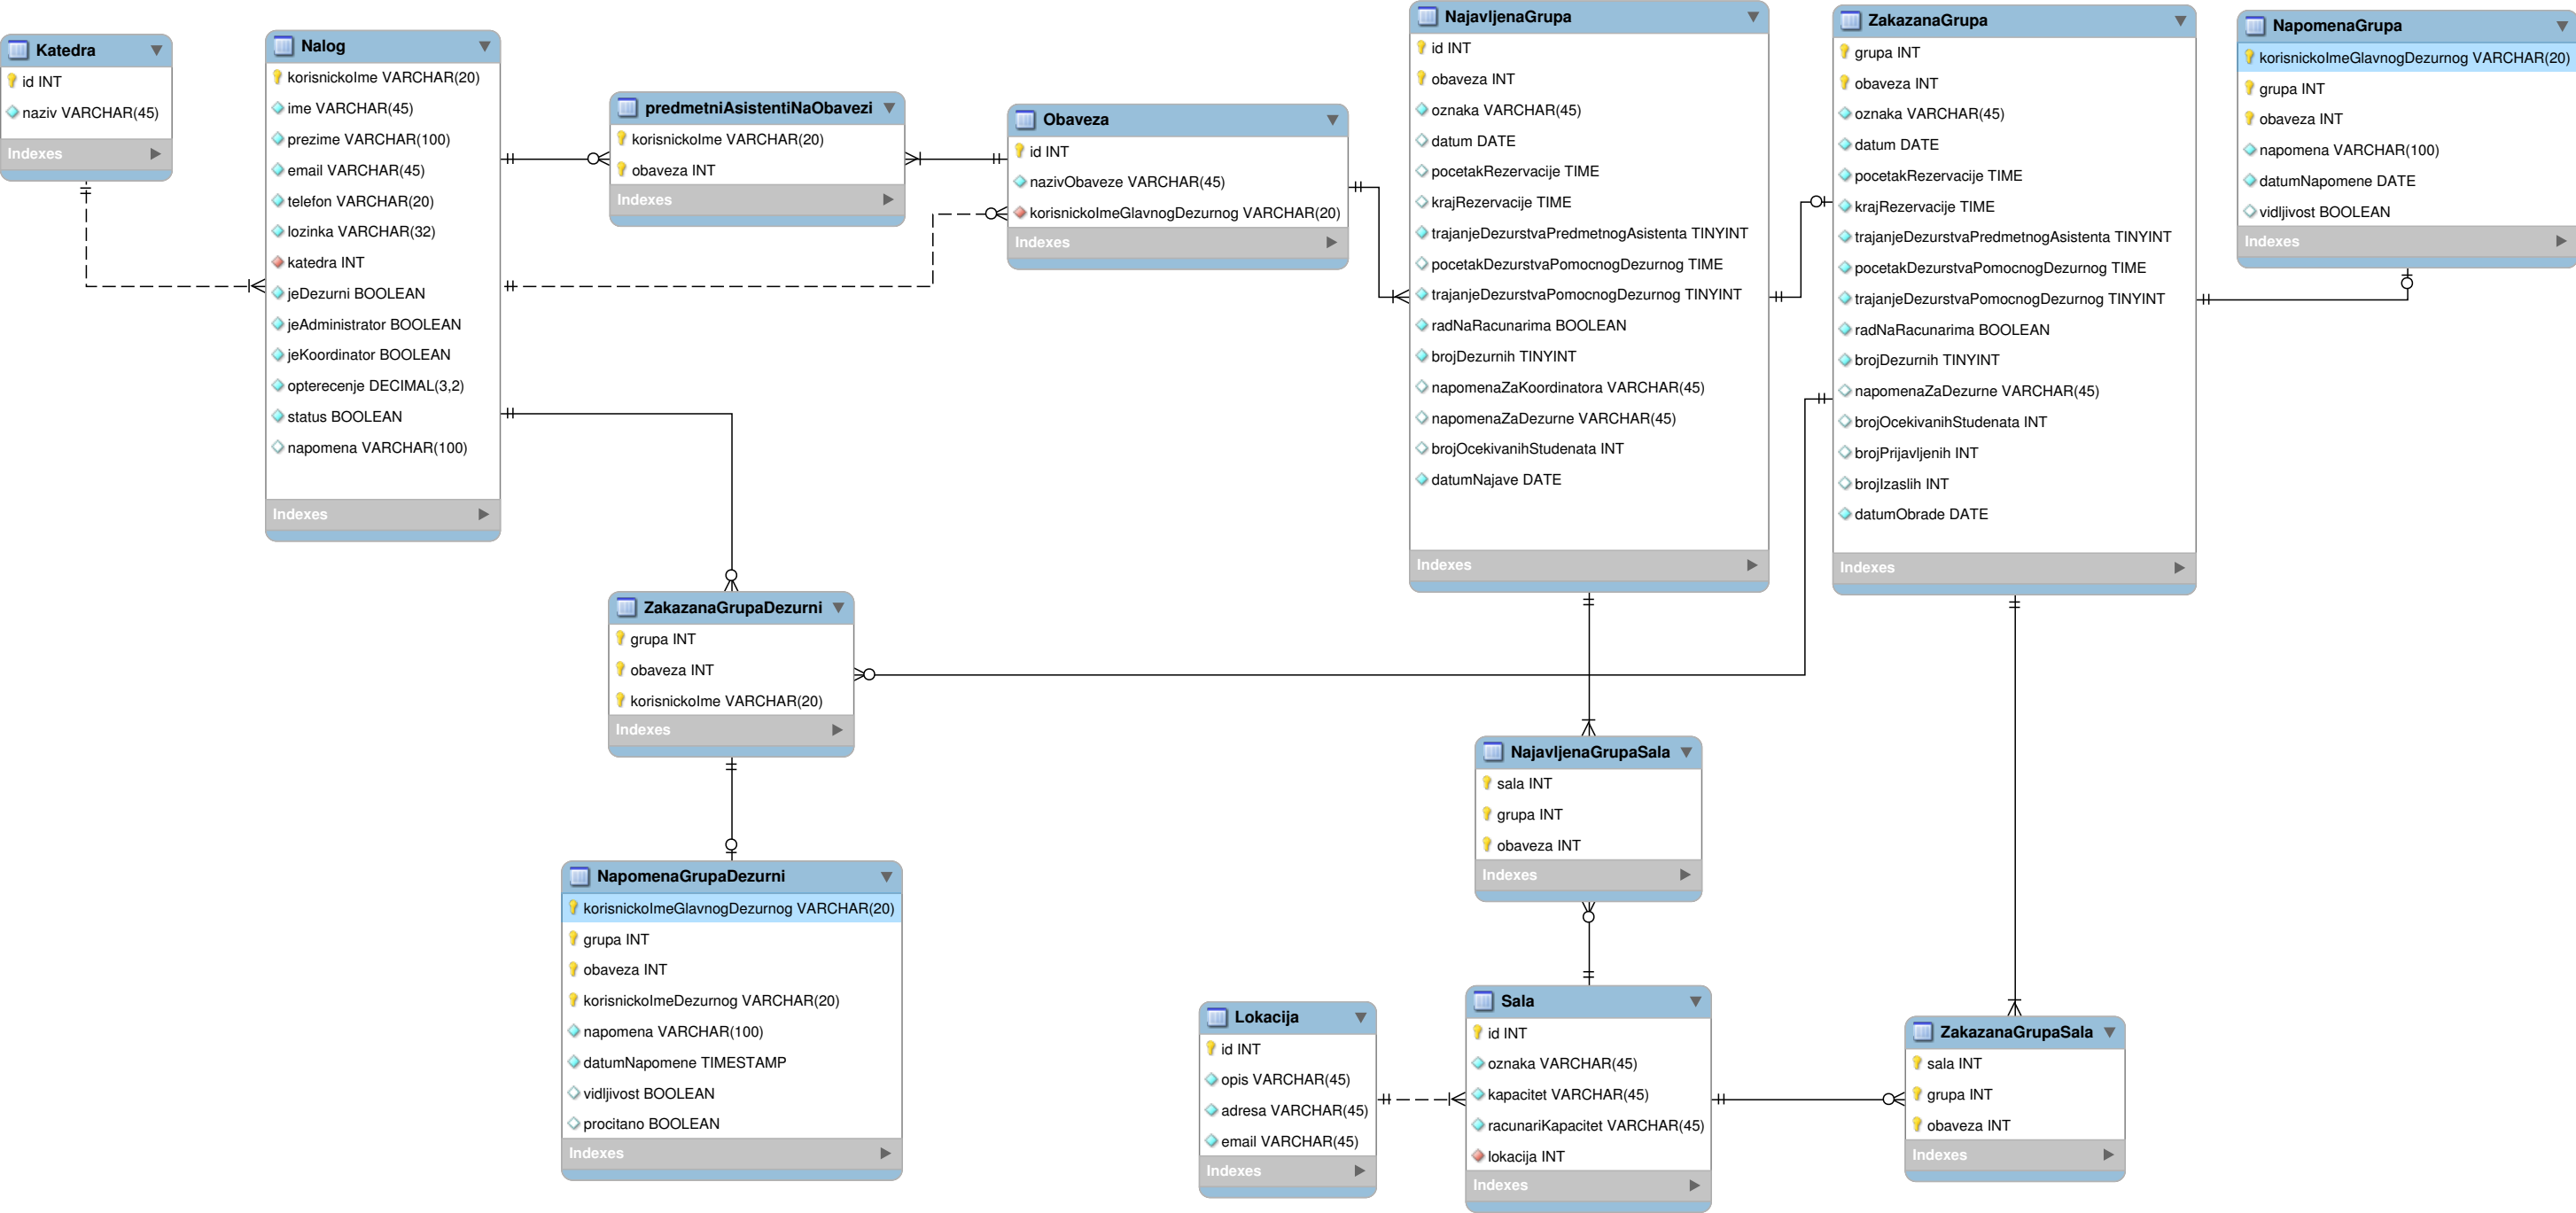 Katedra
id INT
naziv VARCHAR(45)
Indexes
Nalog
korisnickoIme VARCHAR(20)
ime VARCHAR(45)
prezime VARCHAR(100)
email VARCHAR(45)
telefon VARCHAR(20)
lozinka VARCHAR(32)
katedra INT
jeDezurni BOOLEAN
jeAdministrator BOOLEAN
jeKoordinator BOOLEAN
opterecenje DECIMAL(3,2)
status BOOLEAN
napomena VARCHAR(100)
Indexes
predmetniAsistentiNaObavezi
korisnickoIme VARCHAR(20)
obaveza INT
Indexes
Obaveza
id INT
nazivObaveze VARCHAR(45)
korisnickoImeGlavnogDezurnog VARCHAR(20)
Indexes
NajavljenaGrupa
id INT
obaveza INT
oznaka VARCHAR(45)
datum DATE
pocetakRezervacije TIME
krajRezervacije TIME
trajanjeDezurstvaPredmetnogAsistenta TINYINT
pocetakDezurstvaPomocnogDezurnog TIME
trajanjeDezurstvaPomocnogDezurnog TINYINT
radNaRacunarima BOOLEAN
brojDezurnih TINYINT
napomenaZaKoordinatora VARCHAR(45)
napomenaZaDezurne VARCHAR(45)
brojOcekivanihStudenata INT
datumNajave DATE
Indexes
ZakazanaGrupa
grupa INT
obaveza INT
oznaka VARCHAR(45)
datum DATE
pocetakRezervacije TIME
krajRezervacije TIME
trajanjeDezurstvaPredmetnogAsistenta TINYINT
pocetakDezurstvaPomocnogDezurnog TIME
trajanjeDezurstvaPomocnogDezurnog TINYINT
radNaRacunarima BOOLEAN
brojDezurnih TINYINT
napomenaZaDezurne VARCHAR(45)
brojOcekivanihStudenata INT
brojPrijavljenih INT
brojIzaslih INT
datumObrade DATE
Indexes
NapomenaGrupa
korisnickoImeGlavnogDezurnog VARCHAR(20)
grupa INT
obaveza INT
napomena VARCHAR(100)
datumNapomene DATE
vidljivost BOOLEAN
Indexes
ZakazanaGrupaDezurni
grupa INT
obaveza INT
korisnickoIme VARCHAR(20)
Indexes
NapomenaGrupaDezurni
korisnickoImeGlavnogDezurnog VARCHAR(20)
grupa INT
obaveza INT
korisnickoImeDezurnog VARCHAR(20)
napomena VARCHAR(100)
datumNapomene TIMESTAMP
vidljivost BOOLEAN
procitano BOOLEAN
Indexes
NajavljenaGrupaSala
sala INT
grupa INT
obaveza INT
Indexes
Lokacija
id INT
opis VARCHAR(45)
adresa VARCHAR(45)
email VARCHAR(45)
Indexes
Sala
id INT
oznaka VARCHAR(45)
kapacitet VARCHAR(45)
racunariKapacitet VARCHAR(45)
lokacija INT
Indexes
ZakazanaGrupaSala
sala INT
grupa INT
obaveza INT
Indexes